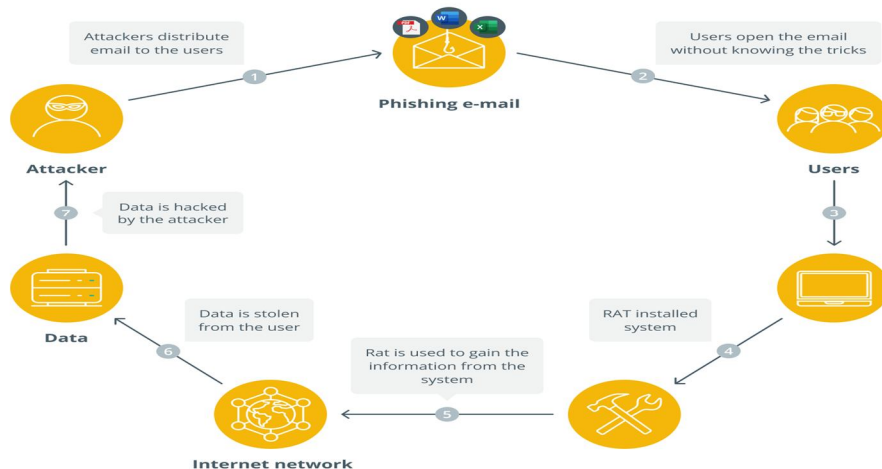 Attackers distribute
email to the users
1
PDF
W
X
Phishing e-mail
2
Users open the email
without knowing the tricks
Attacker
Users
7
Data is hacked
by the attacker
3
Data
Data is stolen
from the user
6
RAT installed
system
4
Rat is used to gain the
information from the
system
5
Internet network